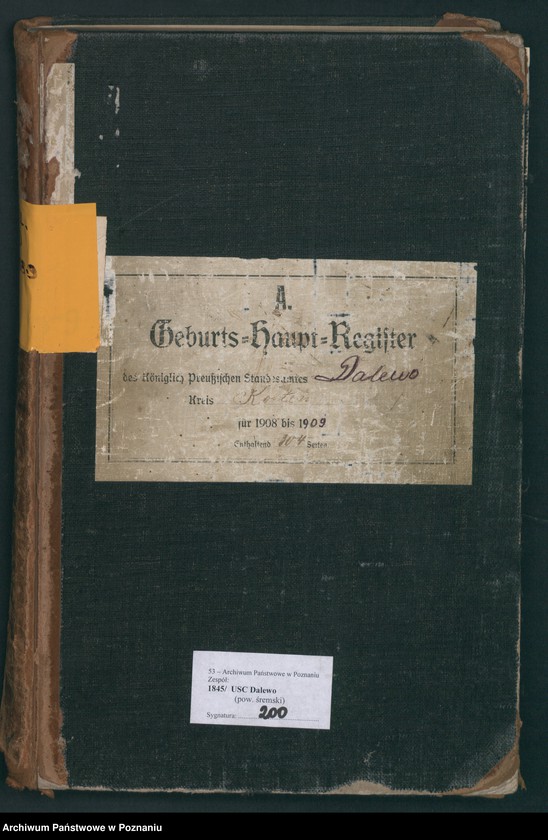 A.
Geburts-Haupt-Register
des Königlich Preußischen Standesamtes Dalewo
Kreis
für 1908 bis 1909
Enthaltend 104 Seiten
53 – Archiwum Państwowe w Poznaniu
Zespół:
1845/ USC Dalewo
(pow. śremski)
Sygnatura: 200
Archiwum Państwowe w Poznaniu